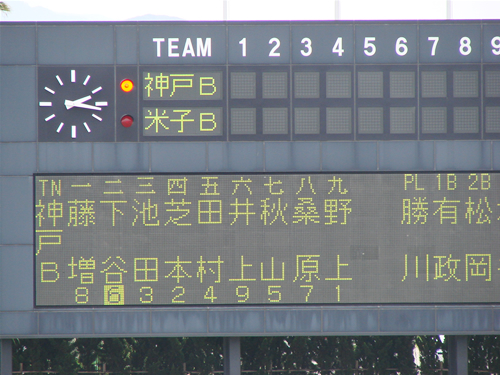 TEAM 1 2 3 4 5 6 7 8 9
神戸B
米子B
TN 一 二 三 四 五 六 七 八 九 PL 1B 2B
神 藤 下 池 芝 田 井 秋 桑 野 勝 有 松
戸
B 増 谷 田 本 村 上 山 原 上 川 政 岡
8 6 3 2 4 9 5 7 1